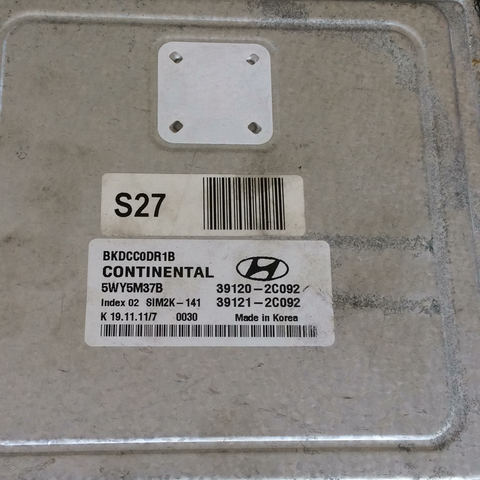 S27
BKDCC0DR1B
CONTINENTAL
5WY5M37B 39120-2C092
Index 02 SIM2K-141 39121-2C092
K 19.11.11/7 0030 Made in Korea